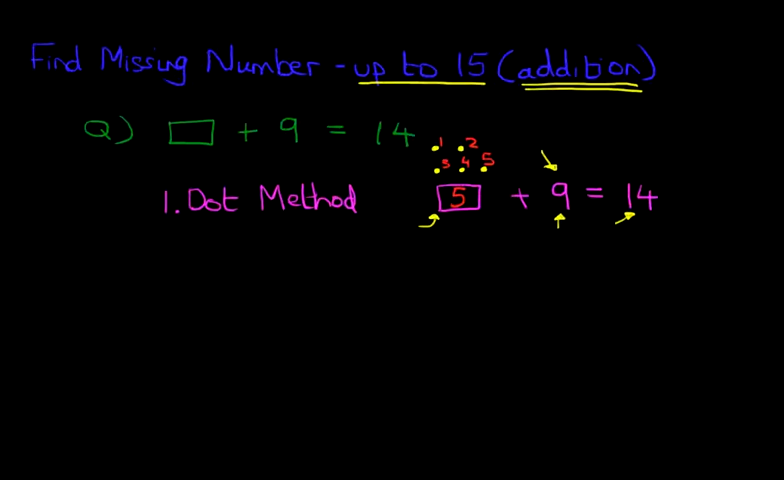 Find Missing Number - up to 15 (addition)
Q) □ + 9 = 14
1 2
3 4 5
1. Dot Method 5 + 9 = 14